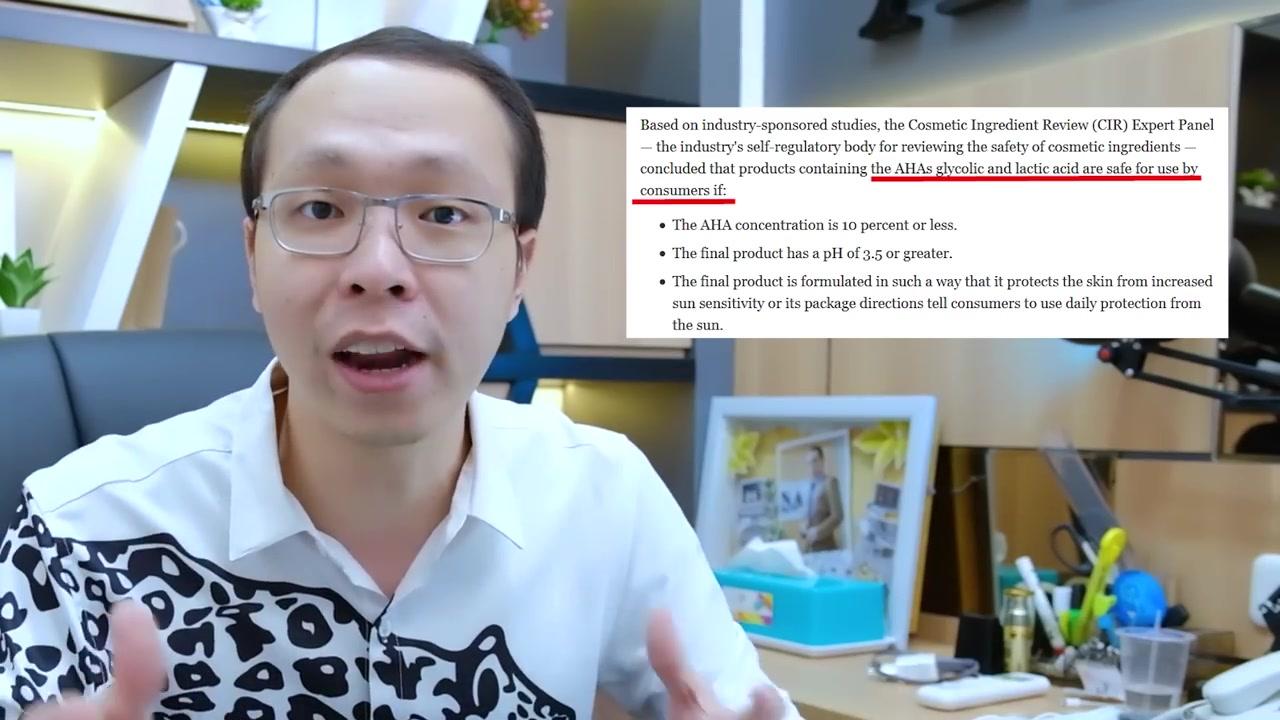 Based on industry-sponsored studies, the Cosmetic Ingredient Review (CIR) Expert Panel
— the industry's self-regulatory body for reviewing the safety of cosmetic ingredients —
concluded that products containing the AHAs glycolic and lactic acid are safe for use by
consumers if:
• The AHA concentration is 10 percent or less.
• The final product has a pH of 3.5 or greater.
• The final product is formulated in such a way that it protects the skin from increased
sun sensitivity or its package directions tell consumers to use daily protection from
the sun.